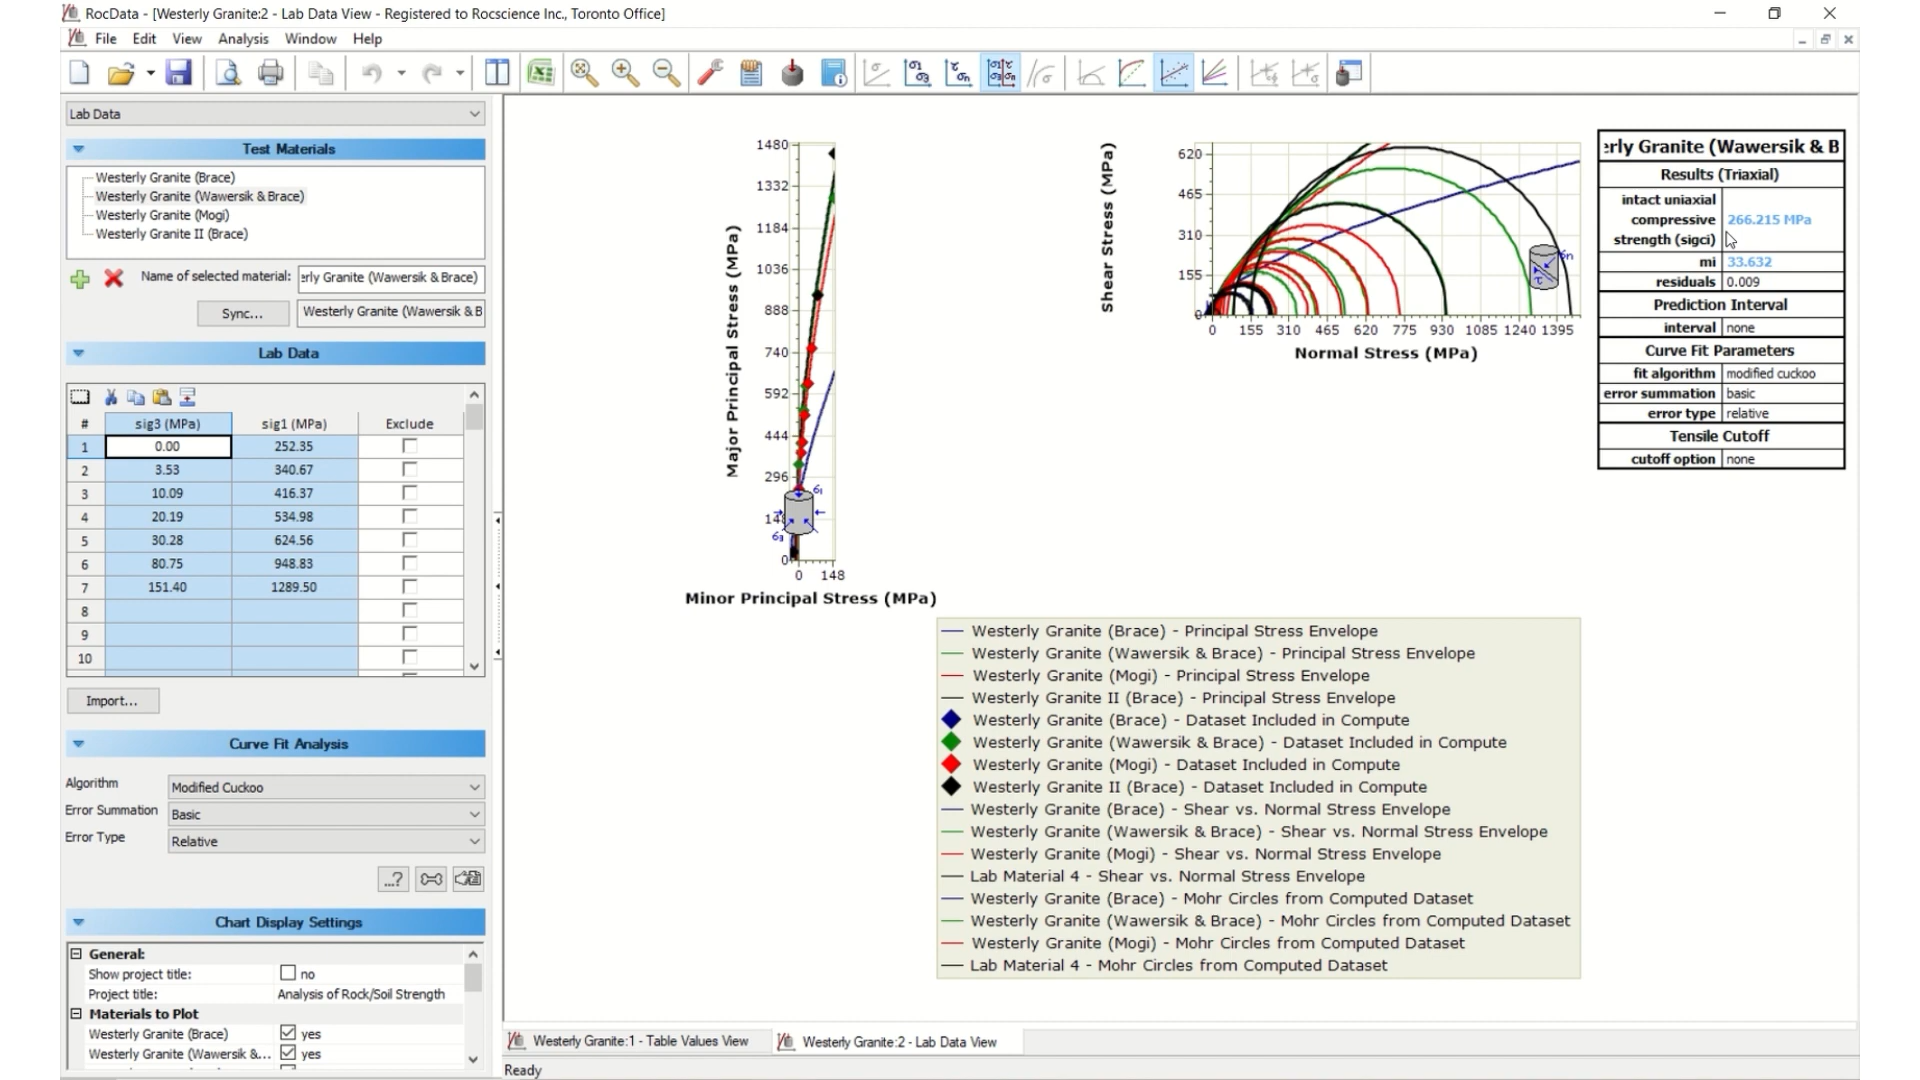 RocData - [Westerly Granite:2 - Lab Data View - Registered to Rocscience Inc., Toronto Office]
File Edit View Analysis Window Help
Lab Data
Test Materials
Westerly Granite (Brace)
Westerly Granite (Wawersik & Brace)
Westerly Granite (Mogi)
Westerly Granite II (Brace)
Name of selected material: erly Granite (Wawersik & Brace)
Sync... Westerly Granite (Wawersik & B
Lab Data
# sig3 (MPa) sig1 (MPa) Exclude
1 0.00 252.35
2 3.53 340.67
3 10.09 416.37
4 20.19 534.98
5 30.28 624.56
6 80.75 948.83
7 151.40 1289.50
8
9
10
Import...
Curve Fit Analysis
Algorithm Modified Cuckoo
Error Summation Basic
Error Type Relative
...?
Chart Display Settings
General:
Show project title: no
Project title: Analysis of Rock/Soil Strength
Materials to Plot
Westerly Granite (Brace) yes
Westerly Granite (Wawersik &... yes
Major Principal Stress (MPa)
1480
1332
1184
1036
888
740
592
444
296
0
0 148
σ1
σ3
Minor Principal Stress (MPa)
Shear Stress (MPa)
620
465
310
155
0
0 155 310 465 620 775 930 1085 1240 1395
Normal Stress (MPa)
erly Granite (Wawersik & B
Results (Triaxial)
intact uniaxial
compressive 266.215 MPa
strength (sigci)
mi 33.632
residuals 0.009
Prediction Interval
interval none
Curve Fit Parameters
fit algorithm modified cuckoo
error summation basic
error type relative
Tensile Cutoff
cutoff option none
Westerly Granite (Brace) - Principal Stress Envelope
Westerly Granite (Wawersik & Brace) - Principal Stress Envelope
Westerly Granite (Mogi) - Principal Stress Envelope
Westerly Granite II (Brace) - Principal Stress Envelope
Westerly Granite (Brace) - Dataset Included in Compute
Westerly Granite (Wawersik & Brace) - Dataset Included in Compute
Westerly Granite (Mogi) - Dataset Included in Compute
Westerly Granite II (Brace) - Dataset Included in Compute
Westerly Granite (Brace) - Shear vs. Normal Stress Envelope
Westerly Granite (Wawersik & Brace) - Shear vs. Normal Stress Envelope
Westerly Granite (Mogi) - Shear vs. Normal Stress Envelope
Lab Material 4 - Shear vs. Normal Stress Envelope
Westerly Granite (Brace) - Mohr Circles from Computed Dataset
Westerly Granite (Wawersik & Brace) - Mohr Circles from Computed Dataset
Westerly Granite (Mogi) - Mohr Circles from Computed Dataset
Lab Material 4 - Mohr Circles from Computed Dataset
Westerly Granite:1 - Table Values View Westerly Granite:2 - Lab Data View
Ready